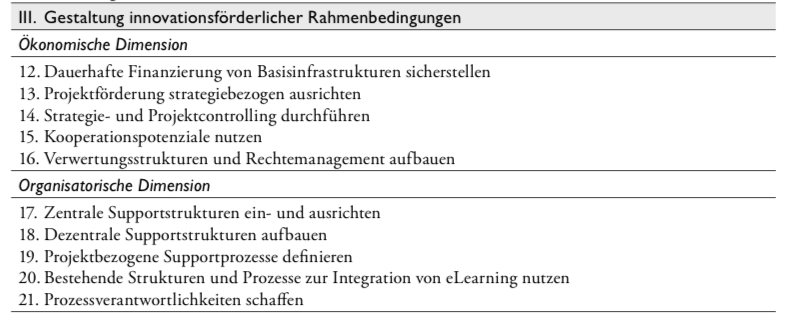 III. Gestaltung innovationsförderlicher Rahmenbedingungen
Ökonomische Dimension
12. Dauerhafte Finanzierung von Basisinfrastrukturen sicherstellen
13. Projektförderung strategiebezogen ausrichten
14. Strategie- und Projektcontrolling durchführen
15. Kooperationspotenziale nutzen
16. Verwertungsstrukturen und Rechtemanagement aufbauen
Organisatorische Dimension
17. Zentrale Supportstrukturen ein- und ausrichten
18. Dezentrale Supportstrukturen aufbauen
19. Projektbezogene Supportprozesse definieren
20. Bestehende Strukturen und Prozesse zur Integration von eLearning nutzen
21. Prozessverantwortlichkeiten schaffen